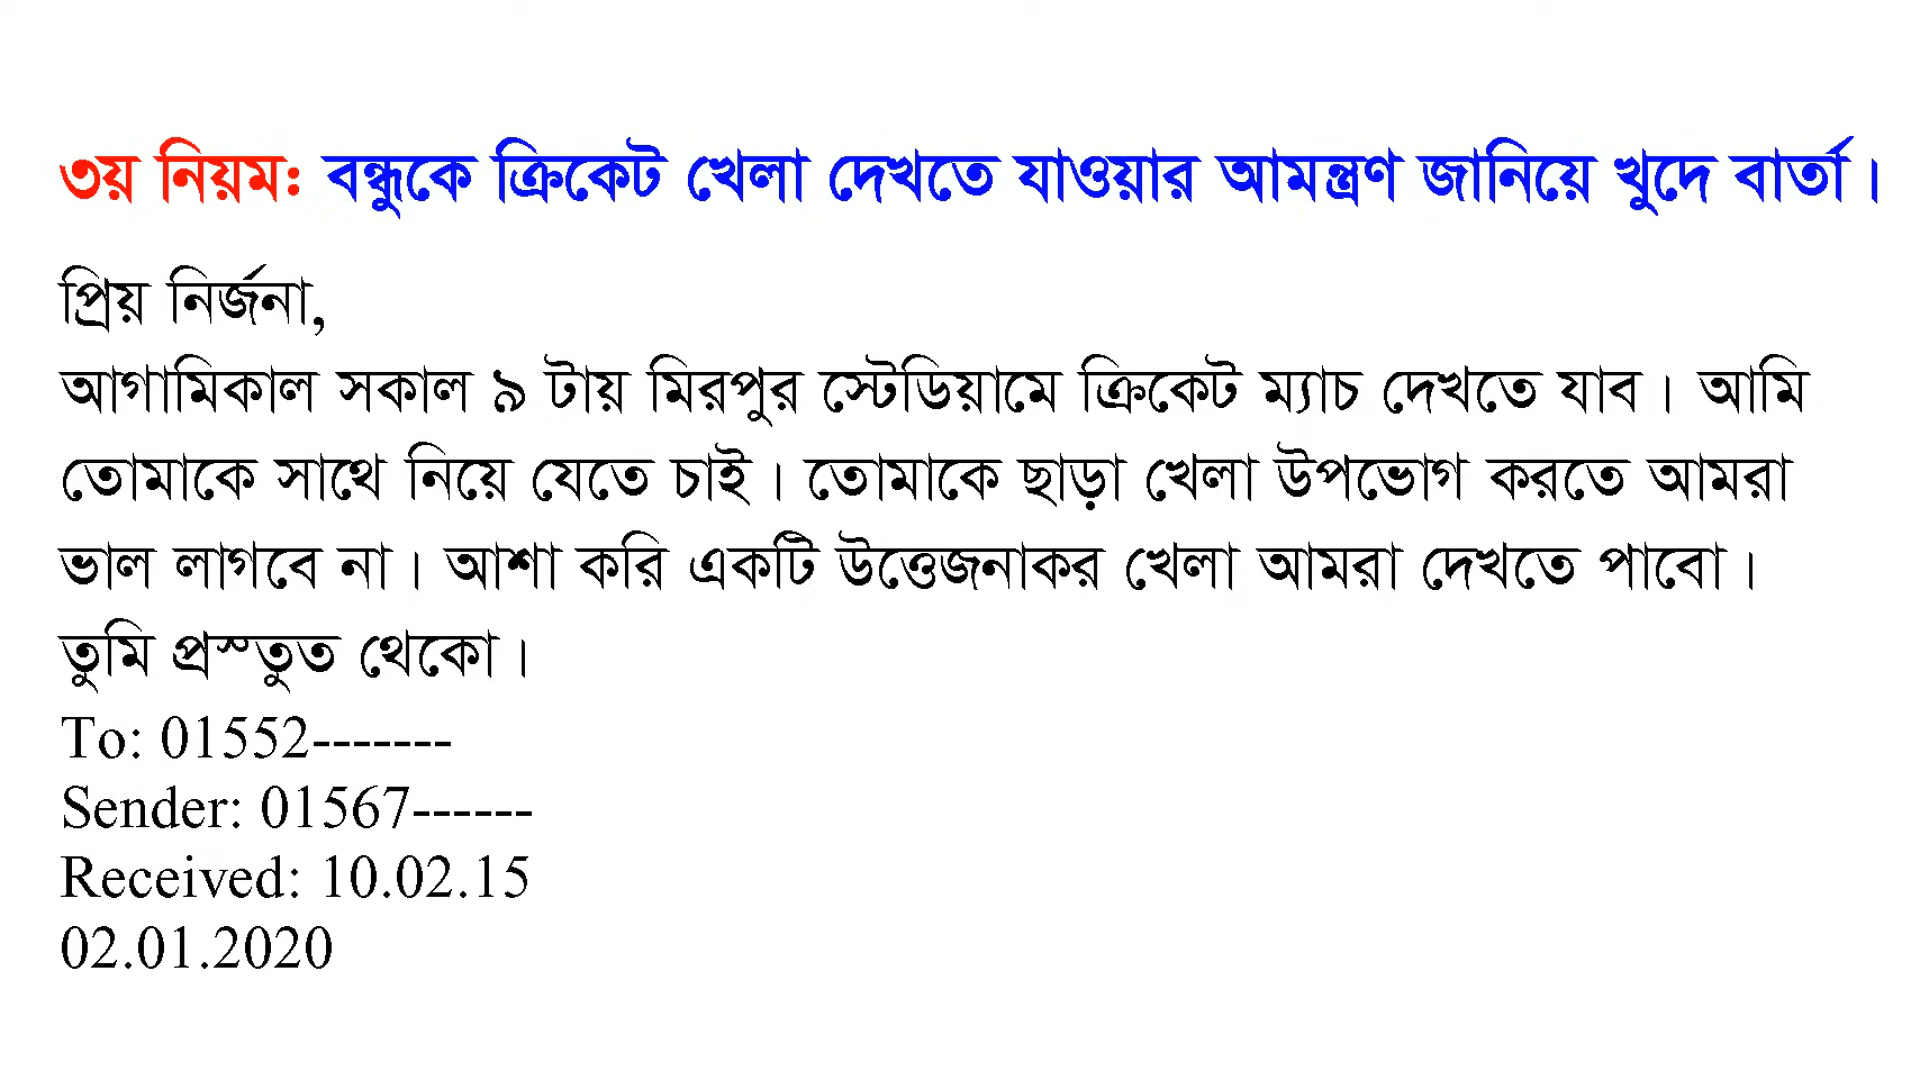 ৩য় নিয়ম: বন্ধুকে ক্রিকেট খেলা দেখতে যাওয়ার আমন্ত্রণ জানিয়ে খুদে বার্তা।
প্রিয় নির্জনা,
আগামিকাল সকাল ৯ টায় মিরপুর স্টেডিয়ামে ক্রিকেট ম্যাচ দেখতে যাব। আমি
তোমাকে সাথে নিয়ে যেতে চাই। তোমাকে ছাড়া খেলা উপভোগ করতে আমরা
ভাল লাগবে না। আশা করি একটি উত্তেজনাকর খেলা আমরা দেখতে পাবো।
তুমি প্রস্তুত থেকো।
To: 01552-------
Sender: 01567------
Received: 10.02.15
02.01.2020